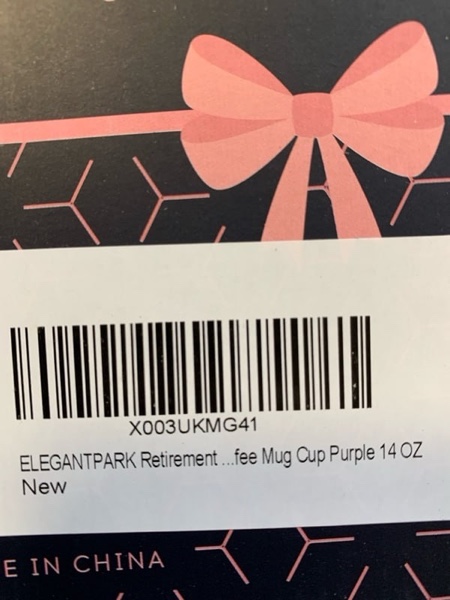 X003UKMG41
ELEGANTPARK Retirement ...fee Mug Cup Purple 14 OZ
New
E IN CHINA